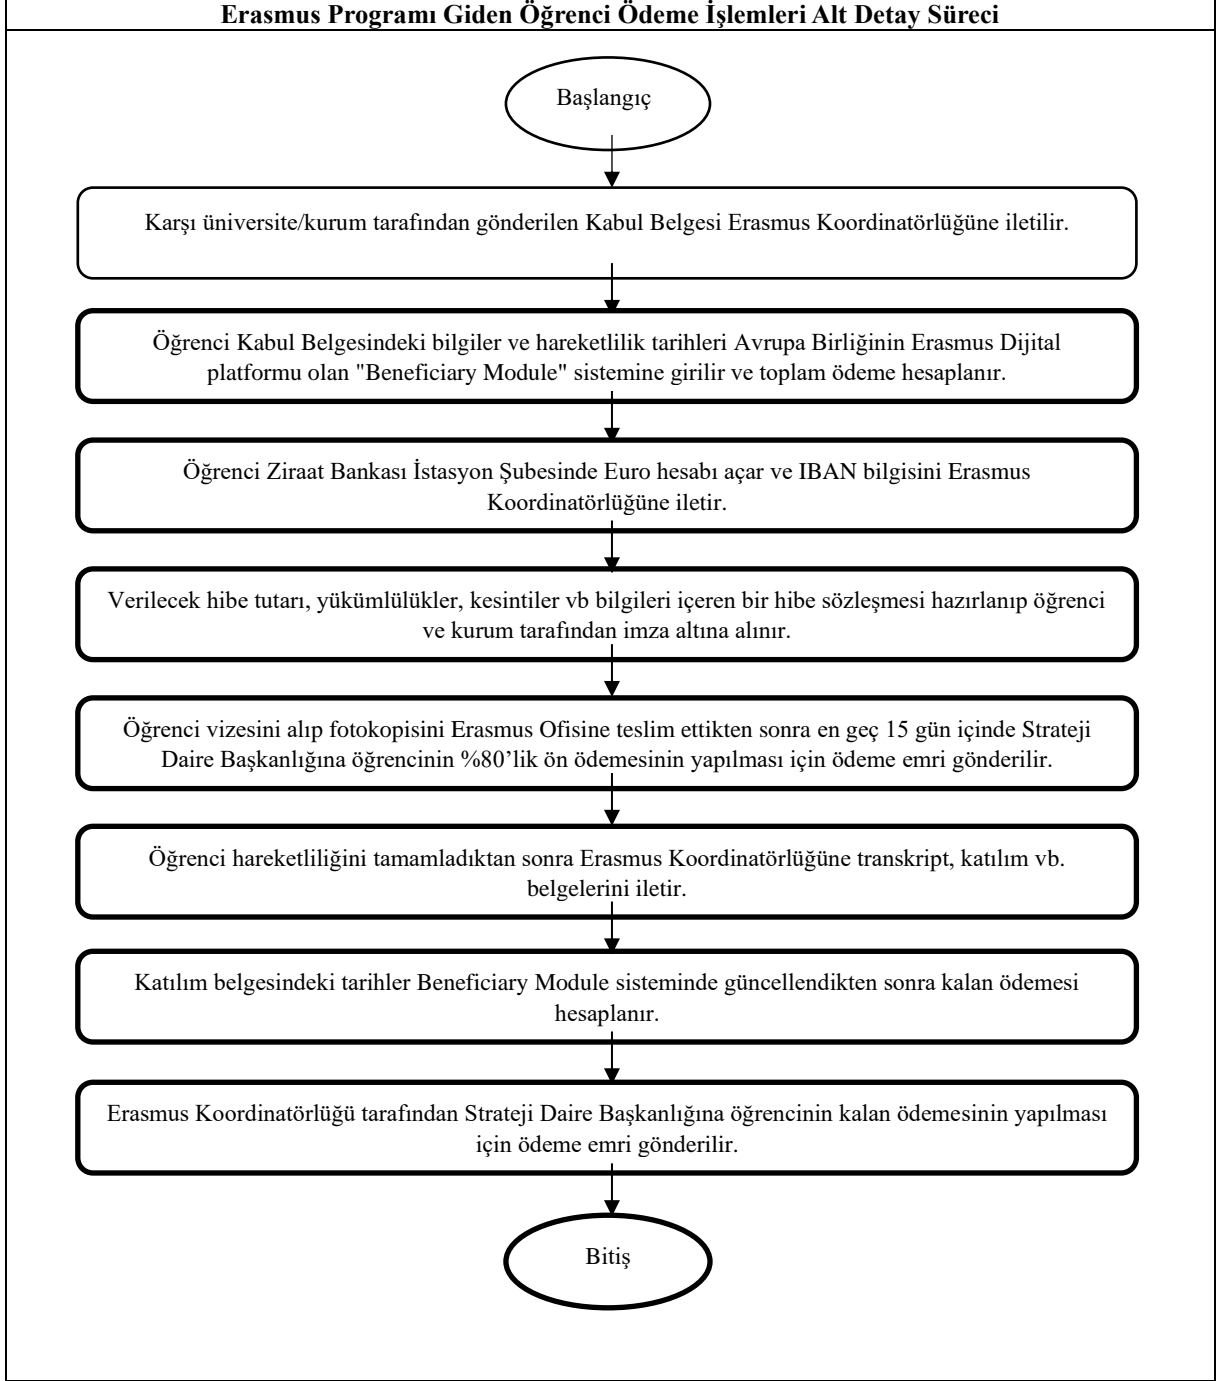 Erasmus Programı Giden Öğrenci Ödeme İşlemleri Alt Detay Süreci
Başlangıç
Karşı üniversite/kurum tarafından gönderilen Kabul Belgesi Erasmus Koordinatörlüğüne iletilir.
Öğrenci Kabul Belgesindeki bilgiler ve hareketlilik tarihleri Avrupa Birliğinin Erasmus Dijital
platformu olan "Beneficiary Module" sistemine girilir ve toplam ödeme hesaplanır.
Öğrenci Ziraat Bankası İstasyon Şubesinde Euro hesabı açar ve IBAN bilgisini Erasmus
Koordinatörlüğüne iletir.
Verilecek hibe tutarı, yükümlülükler, kesintiler vb bilgileri içeren bir hibe sözleşmesi hazırlanıp öğrenci
ve kurum tarafından imza altına alınır.
Öğrenci vizesini alıp fotokopisini Erasmus Ofisine teslim ettikten sonra en geç 15 gün içinde Strateji
Daire Başkanlığına öğrencinin %80’lik ön ödemesinin yapılması için ödeme emri gönderilir.
Öğrenci hareketliliğini tamamladıktan sonra Erasmus Koordinatörlüğüne transkript, katılım vb.
belgelerini iletir.
Katılım belgesindeki tarihler Beneficiary Module sisteminde güncellendikten sonra kalan ödemesi
hesaplanır.
Erasmus Koordinatörlüğü tarafından Strateji Daire Başkanlığına öğrencinin kalan ödemesinin yapılması
için ödeme emri gönderilir.
Bitiş